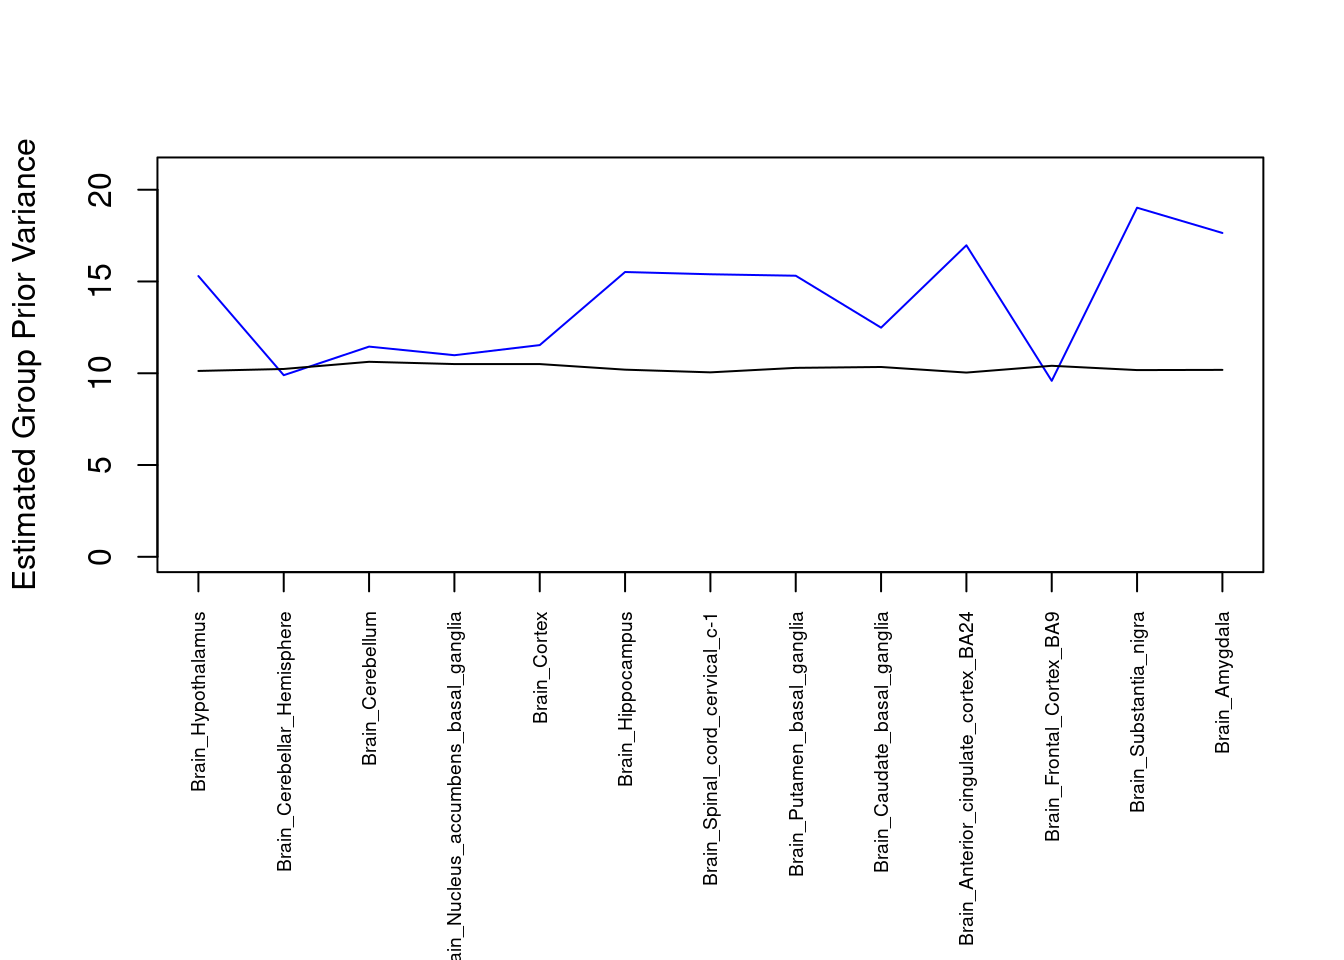 Estimated Group Prior Variance
20
15
10
5
0
Brain_Hypothalamus
Brain_Cerebellar_Hemisphere
Brain_Cerebellum
ain_Nucleus_accumbens_basal_ganglia
Brain_Cortex
Brain_Hippocampus
Brain_Spinal_cord_cervical_c-1
Brain_Putamen_basal_ganglia
Brain_Caudate_basal_ganglia
Brain_Anterior_cingulate_cortex_BA24
Brain_Frontal_Cortex_BA9
Brain_Substantia_nigra
Brain_Amygdala